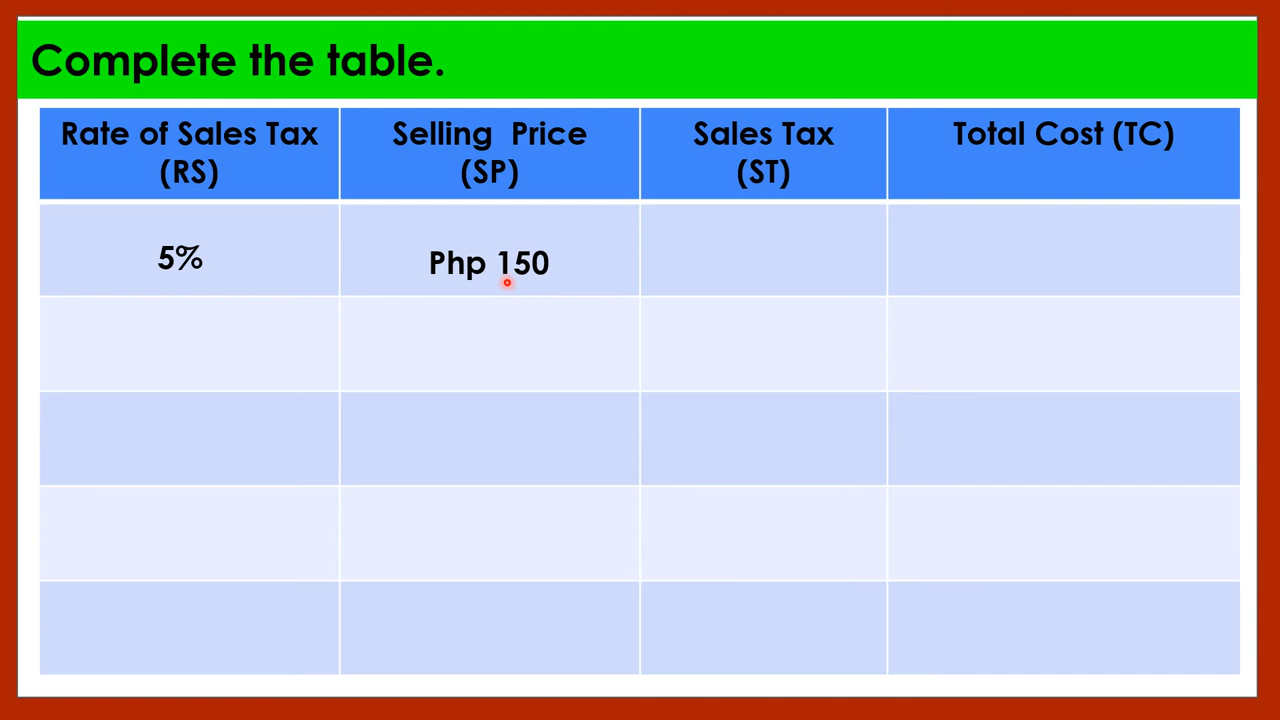 Complete the table.
Rate of Sales Tax
(RS)
Selling Price
(SP)
Sales Tax
(ST)
Total Cost (TC)
5%
Php 150